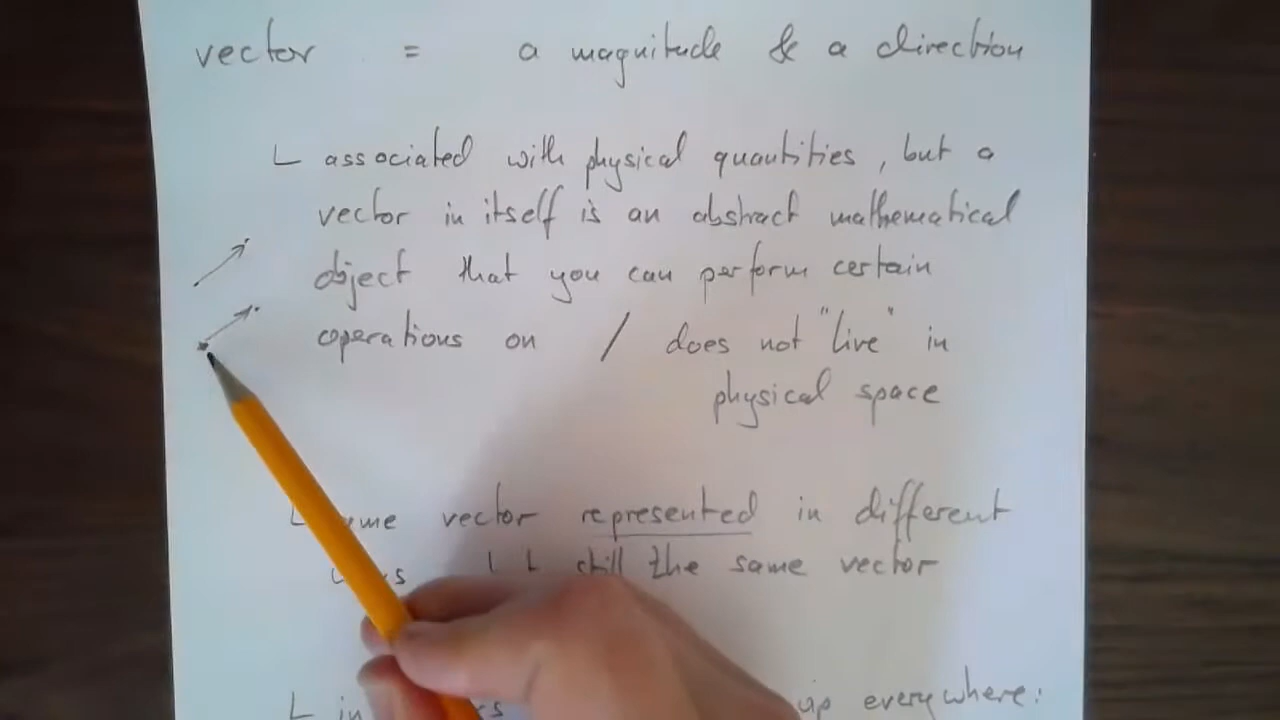 vector = a magnitude & a direction
associated with physical quantities, but a
vector in itself is an abstract mathematical
object that you can perform certain
operations on / does not "live" in
physical space
vector represented in different
still the same vector
in up everywhere: